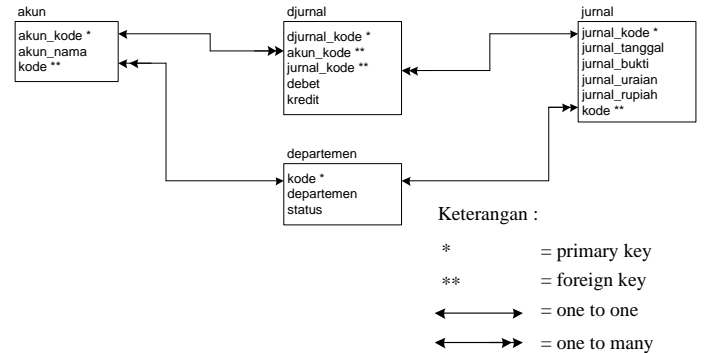 akun
akun_kode *
akun_nama
kode **
djurnal
djurnal_kode *
akun_kode **
jurnal_kode **
debet
kredit
jurnal
jurnal_kode *
jurnal_tanggal
jurnal_bukti
jurnal_uraian
jurnal_rupiah
kode **
departemen
kode *
departemen
status
Keterangan :
* = primary key
** = foreign key
= one to one
= one to many